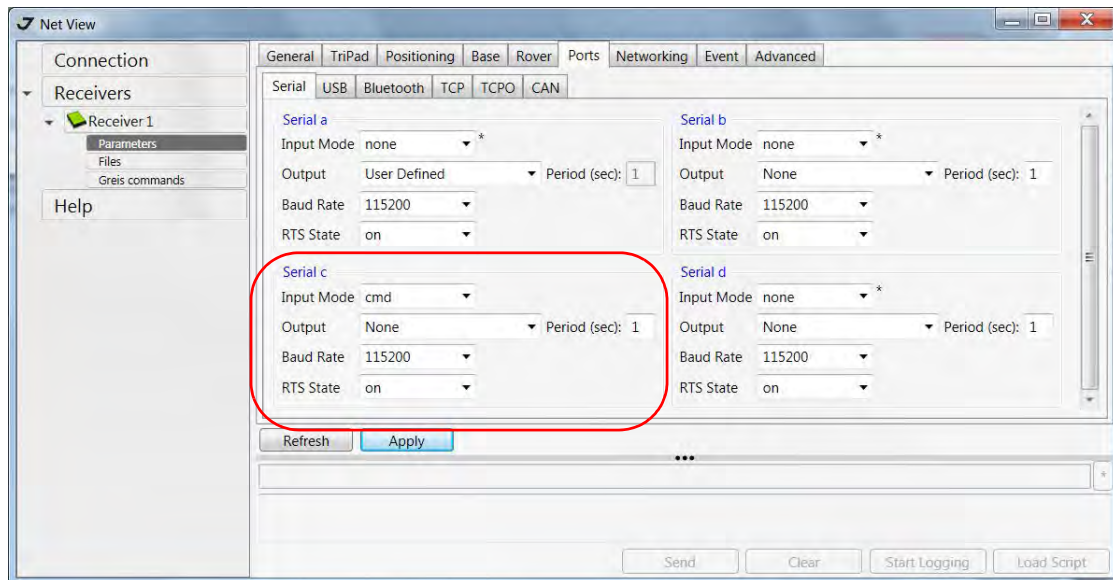 Net View
Connection
Receivers
Receiver 1
Parameters
Files
Greis commands
Help
General TriPad Positioning Base Rover Ports Networking Event Advanced
Serial USB Bluetooth TCP TCPO CAN
Serial a
Input Mode none *
Output User Defined Period (sec): 1
Baud Rate 115200
RTS State on
Serial b
Input Mode none *
Output None Period (sec): 1
Baud Rate 115200
RTS State on
Serial c
Input Mode cmd
Output None Period (sec): 1
Baud Rate 115200
RTS State on
Serial d
Input Mode none *
Output None Period (sec): 1
Baud Rate 115200
RTS State on
Refresh Apply
Send Clear Start Logging Load Script